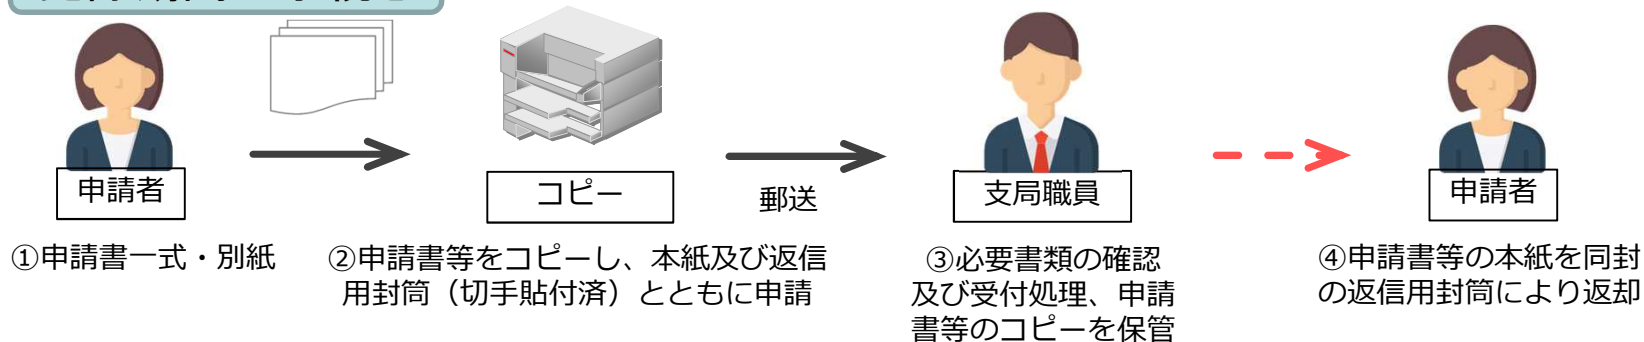 申請者
コピー
郵送
支局職員
申請者
①申請書一式・別紙
②申請書等をコピーし、本紙及び返信
用封筒（切手貼付済）とともに申請
③必要書類の確認
及び受付処理、申請
書等のコピーを保管
④申請書等の本紙を同封
の返信用封筒により返却